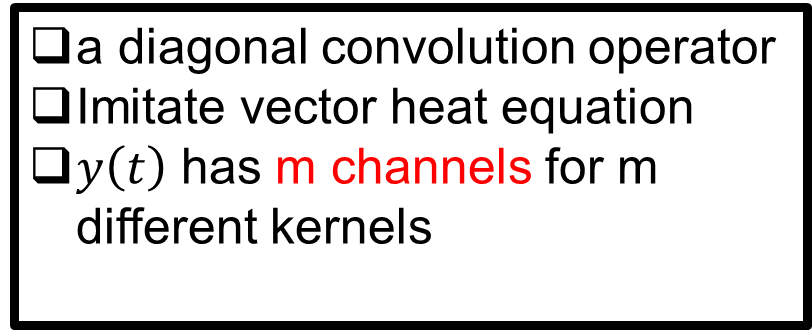 ❑a diagonal convolution operator
❑Imitate vector heat equation
❑𝑦(𝑡) has m channels for m
different kernels